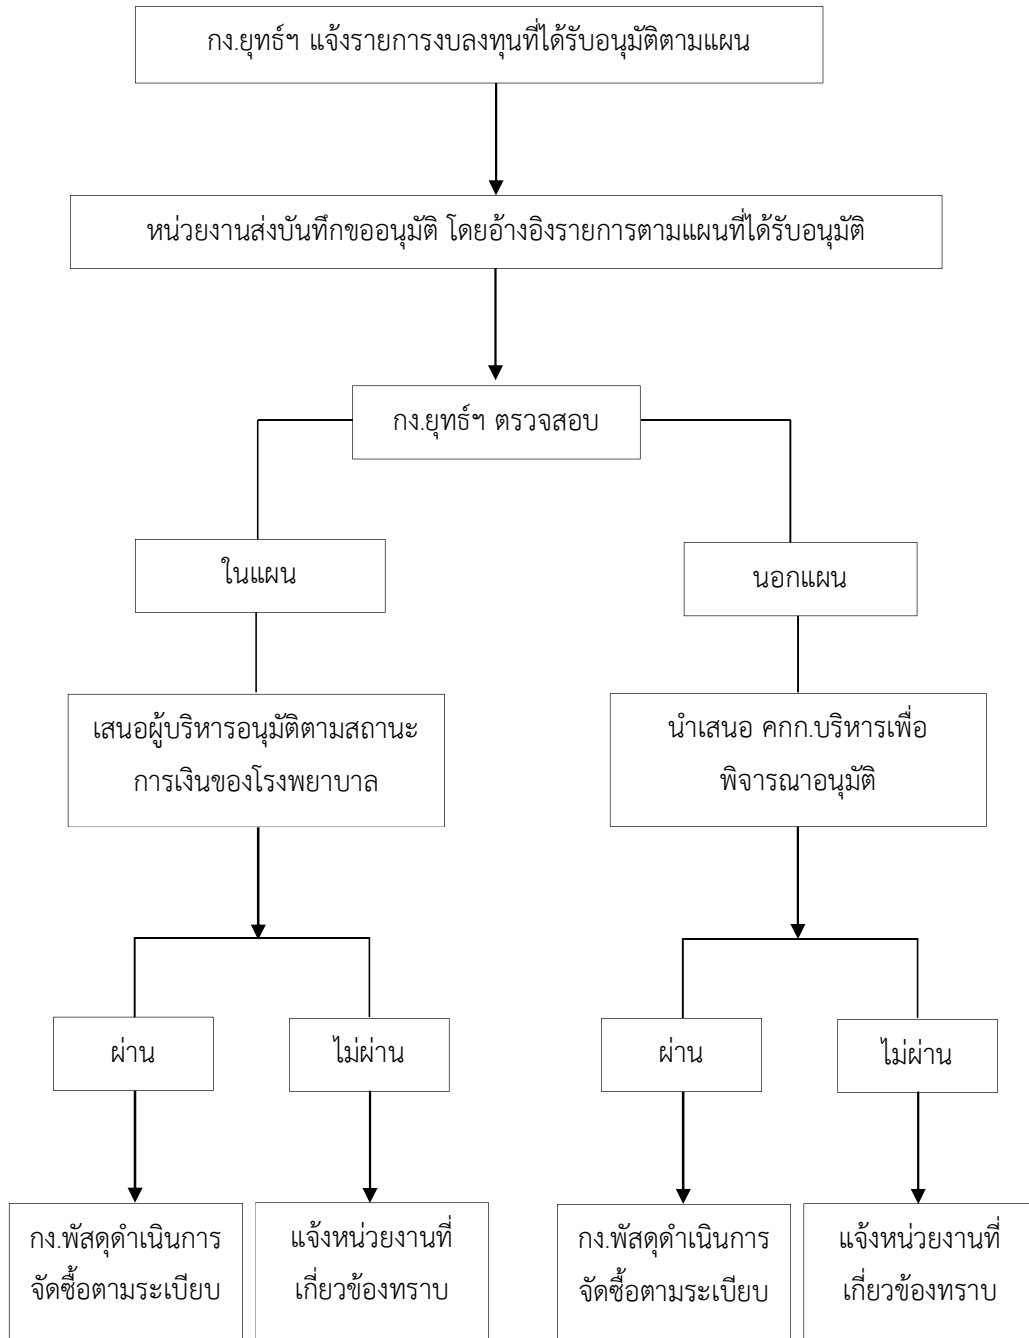 กง.ยุทธ์ฯ แจ้งรายการงบลงทุนที่ได้รับอนุมัติตามแผน
หน่วยงานส่งบันทึกขออนุมัติ โดยอ้างอิงรายการตามแผนที่ได้รับอนุมัติ
กง.ยุทธ์ฯ ตรวจสอบ
ในแผน
นอกแผน
เสนอผู้บริหารอนุมัติตามสถานะ
การเงินของโรงพยาบาล
นำเสนอ คกก.บริหารเพื่อ
พิจารณาอนุมัติ
ผ่าน
ไม่ผ่าน
ผ่าน
ไม่ผ่าน
กง.พัสดุดำเนินการ
จัดซื้อตามระเบียบ
แจ้งหน่วยงานที่
เกี่ยวข้องทราบ
กง.พัสดุดำเนินการ
จัดซื้อตามระเบียบ
แจ้งหน่วยงานที่
เกี่ยวข้องทราบ